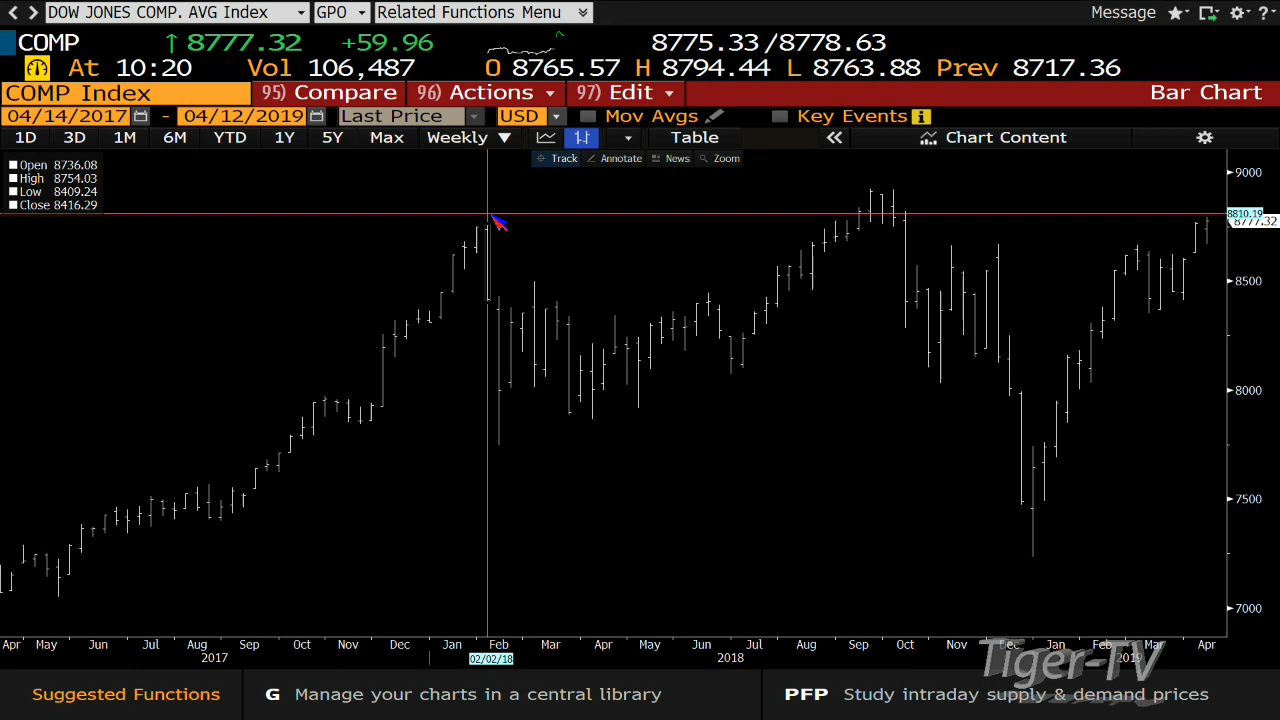 DOW JONES COMP. AVG Index GPO Related Functions Menu Message ?
COMP ↑ 8777.32 +59.96 8775.33/8778.63
At 10:20 Vol 106,487 O 8765.57 H 8794.44 L 8763.88 Prev 8717.36
COMP Index 95) Compare 96) Actions 97) Edit Bar Chart
04/14/2017 - 04/12/2019 Last Price USD Mov Avgs Key Events
1D 3D 1M 6M YTD 1Y 5Y Max Weekly ▼ Table « Chart Content
Track Annotate News Zoom
Open 8736.08
High 8754.03
Low 8409.24
Close 8416.29
9000
8810.19
8777.32
8500
8000
7500
7000
Apr May Jun Jul Aug Sep Oct Nov Dec Jan Feb Mar Apr May Jun Jul Aug Sep Oct Nov Dec Jan Feb Mar Apr
2017 02/02/18 2018 2019
Tiger-TV
Suggested Functions G Manage your charts in a central library PFP Study intraday supply & demand prices